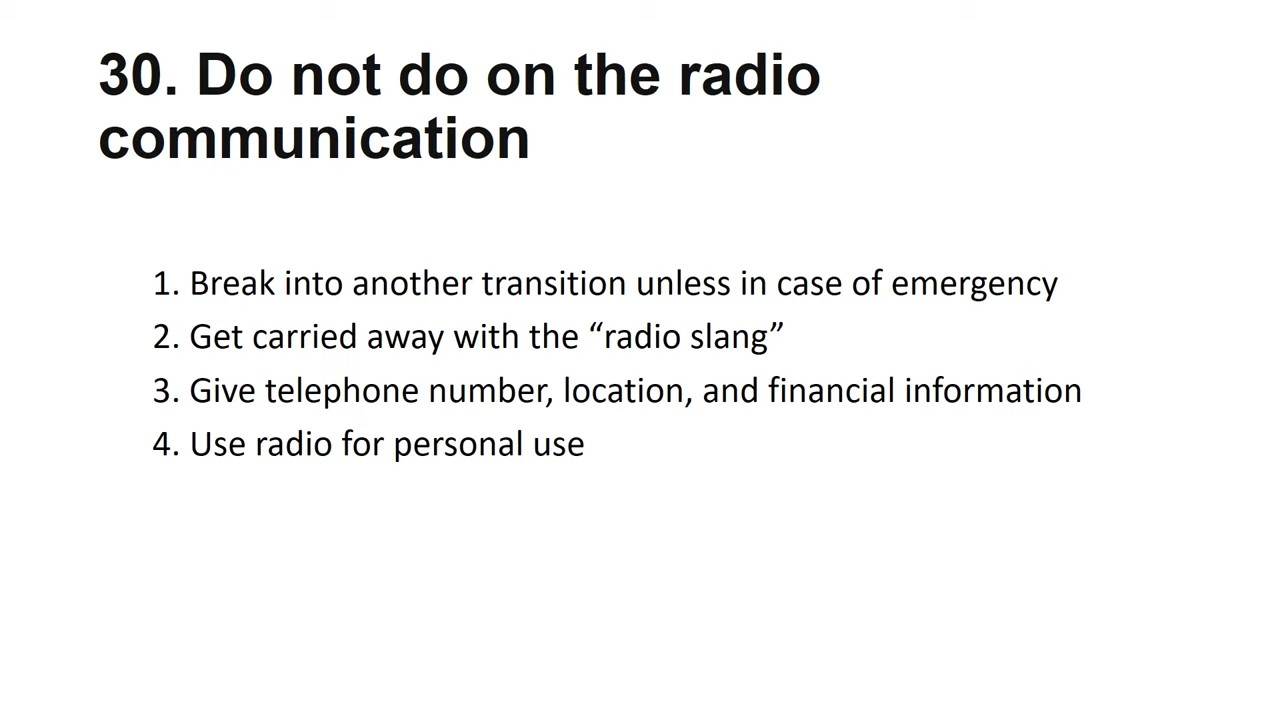 30. Do not do on the radio
communication
1. Break into another transition unless in case of emergency
2. Get carried away with the “radio slang”
3. Give telephone number, location, and financial information
4. Use radio for personal use